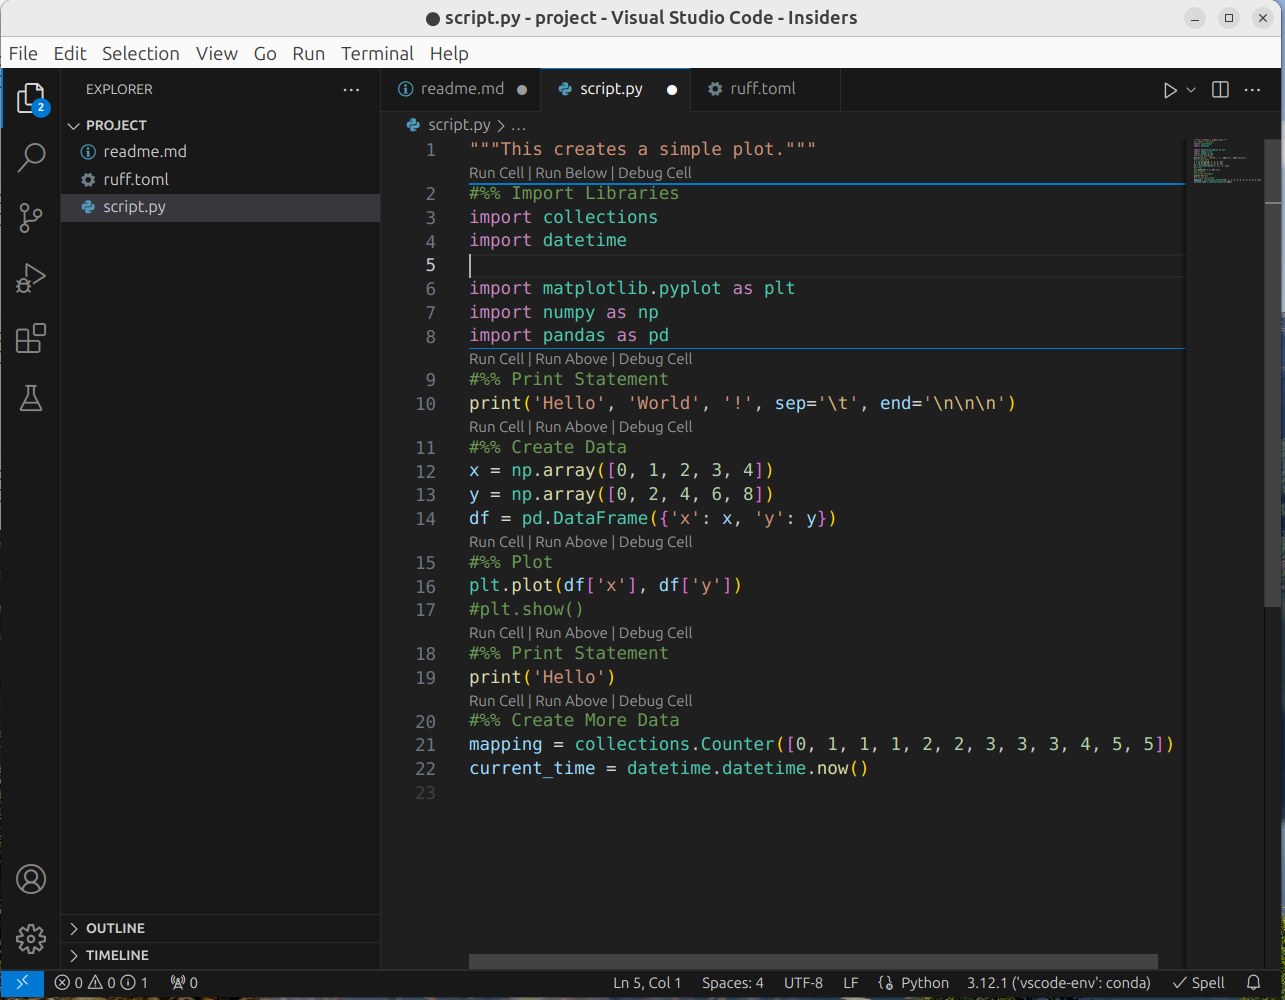 script.py - project - Visual Studio Code - Insiders
File Edit Selection View Go Run Terminal Help
EXPLORER
PROJECT
readme.md
ruff.toml
script.py
2
OUTLINE
TIMELINE
readme.md script.py ruff.toml
script.py > ...
1 """This creates a simple plot."""
Run Cell | Run Below | Debug Cell
2 #%% Import Libraries
3 import collections
4 import datetime
5
6 import matplotlib.pyplot as plt
7 import numpy as np
8 import pandas as pd
Run Cell | Run Above | Debug Cell
9 #%% Print Statement
10 print('Hello', 'World', '!', sep='\t', end='\n\n\n')
Run Cell | Run Above | Debug Cell
11 #%% Create Data
12 x = np.array([0, 1, 2, 3, 4])
13 y = np.array([0, 2, 4, 6, 8])
14 df = pd.DataFrame({'x': x, 'y': y})
Run Cell | Run Above | Debug Cell
15 #%% Plot
16 plt.plot(df['x'], df['y'])
17 #plt.show()
Run Cell | Run Above | Debug Cell
18 #%% Print Statement
19 print('Hello')
Run Cell | Run Above | Debug Cell
20 #%% Create More Data
21 mapping = collections.Counter([0, 1, 1, 1, 2, 2, 3, 3, 3, 4, 5, 5])
22 current_time = datetime.datetime.now()
23
0 0 1 0 Ln 5, Col 1 Spaces: 4 UTF-8 LF Python 3.12.1 ('vscode-env': conda) Spell